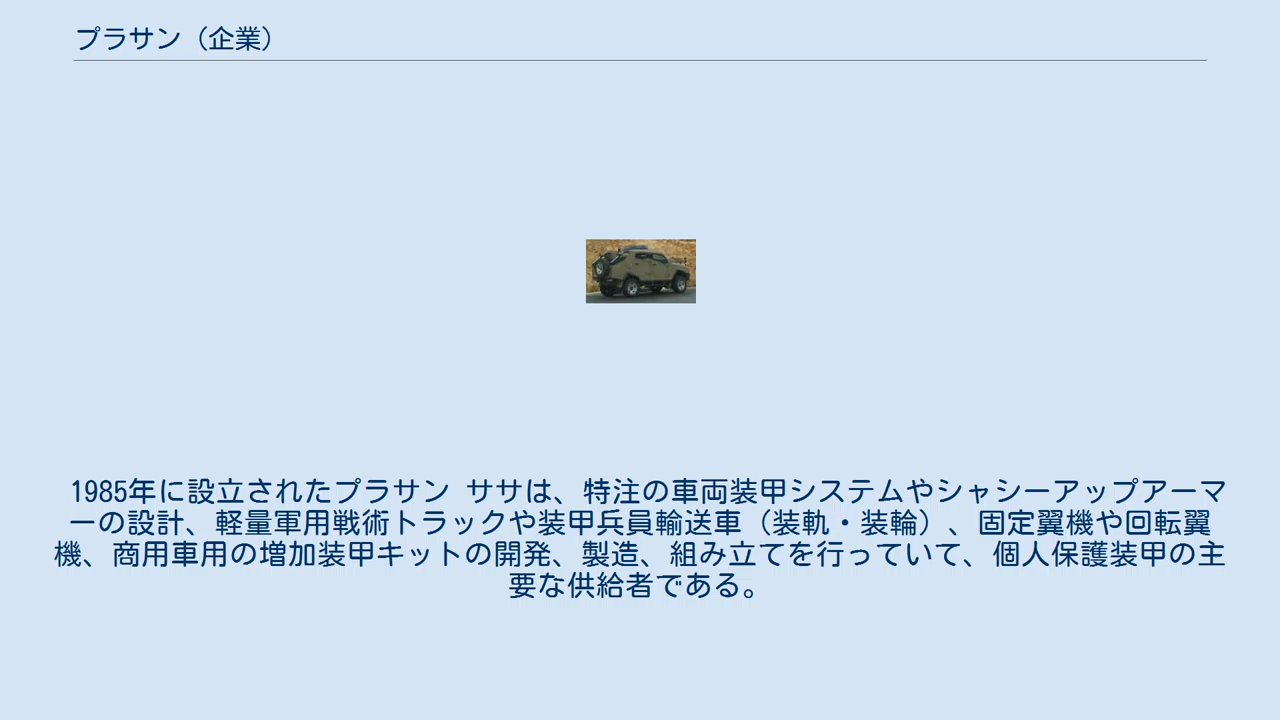 プラサン（企業）
1985年に設立されたプラサン ササは、特注の車両装甲システムやシャシーアップアーマ
ーの設計、軽量軍用戦術トラックや装甲兵員輸送車（装軌・装輪）、固定翼機や回転翼
機、商用車用の増加装甲キットの開発、製造、組み立てを行っていて、個人保護装甲の主
要な供給者である。